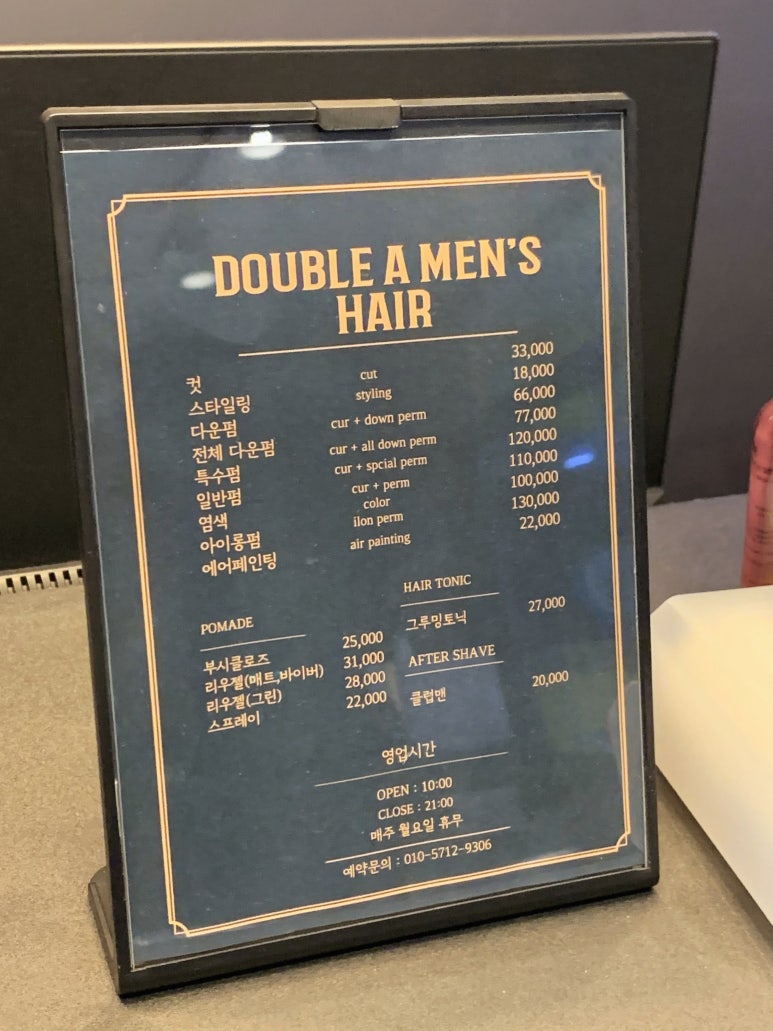 DOUBLE A MEN'S
HAIR
컷 cut 33,000
스타일링 styling 18,000
다운펌 cur + down perm 66,000
전체 다운펌 cur + all down perm 77,000
특수펌 cur + spcial perm 120,000
일반펌 cur + perm 110,000
염색 color 100,000
아이롱펌 ilon perm 130,000
에어페인팅 air painting 22,000
POMADE
부시클로즈 25,000
리우젤(매트,바이버) 31,000
리우젤(그린) 28,000
스프레이 22,000
HAIR TONIC
그루밍토닉 27,000
AFTER SHAVE
클럽맨 20,000
영업시간
OPEN : 10:00
CLOSE : 21:00
매주 월요일 휴무
예약문의 : 010-5712-9306